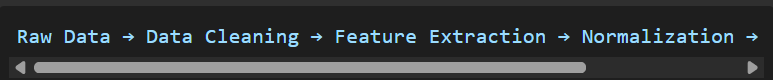 Raw Data → Data Cleaning → Feature Extraction → Normalization →